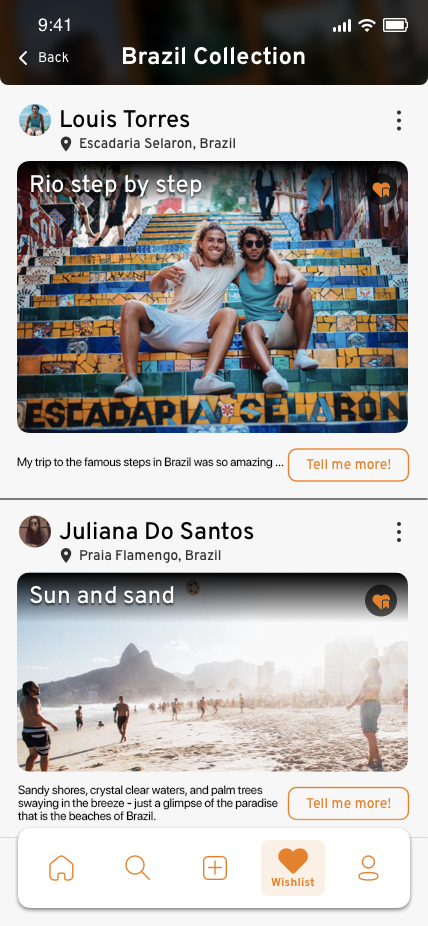 9:41
Back
Brazil Collection
Louis Torres
Escadaria Selaron, Brazil
Rio step by step
ESCADARIA SELARON
My trip to the famous steps in Brazil was so amazing ...
Tell me more!
Juliana Do Santos
Praia Flamengo, Brazil
Sun and sand
Sandy shores, crystal clear waters, and palm trees
swaying in the breeze - just a glimpse of the paradise
that is the beaches of Brazil.
Tell me more!
Wishlist